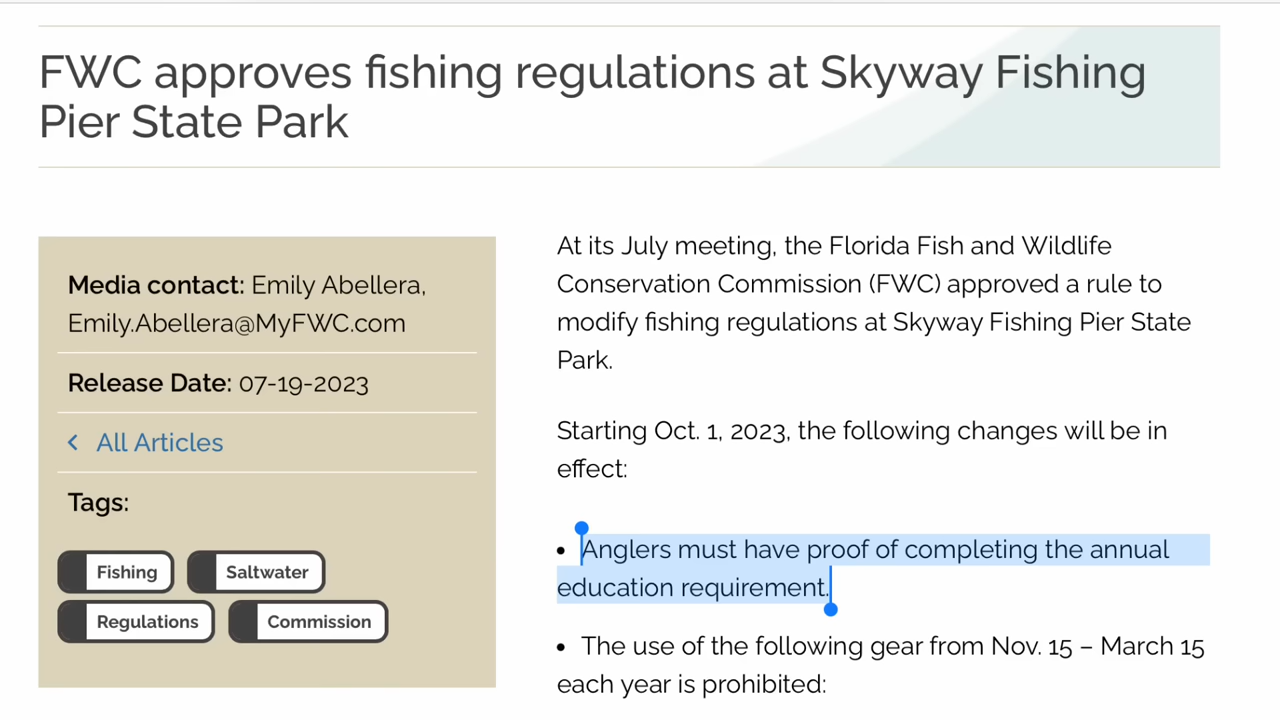 FWC approves fishing regulations at Skyway Fishing
Pier State Park
Media contact: Emily Abellera,
Emily.Abellera@MyFWC.com
Release Date: 07-19-2023
All Articles
Tags:
Fishing
Saltwater
Regulations
Commission
At its July meeting, the Florida Fish and Wildlife
Conservation Commission (FWC) approved a rule to
modify fishing regulations at Skyway Fishing Pier State
Park.
Starting Oct. 1, 2023, the following changes will be in
effect:
• Anglers must have proof of completing the annual
education requirement.
• The use of the following gear from Nov. 15 – March 15
each year is prohibited: